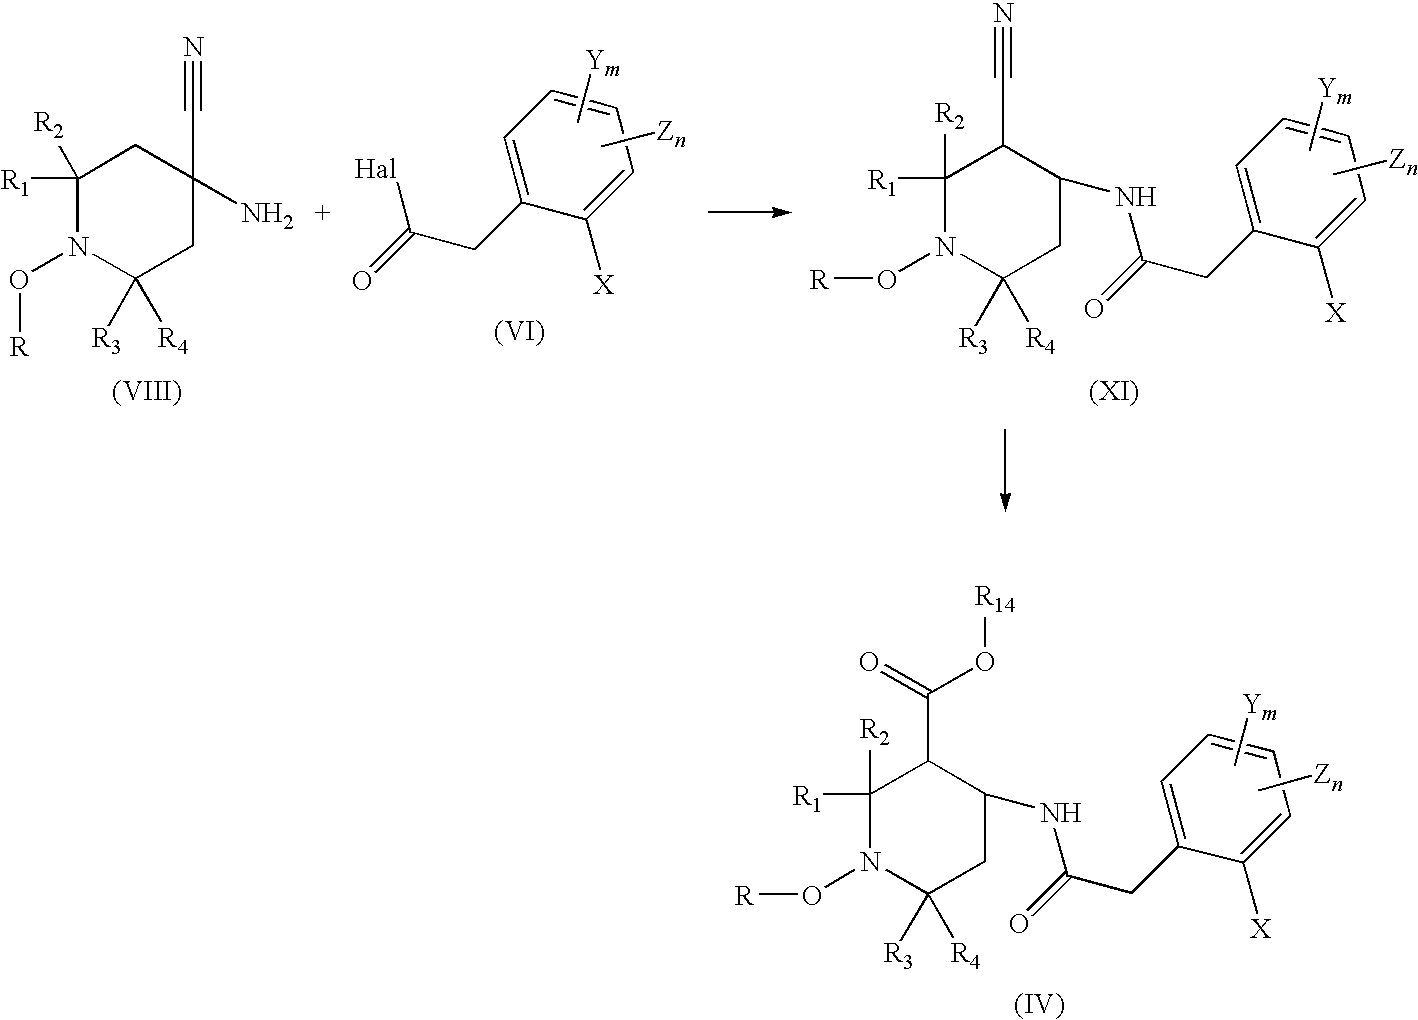 N
R2
R1
NH2
N
O
R
R3
R4
(VIII)
+
Hal
O
Ym
Zn
X
(VI)
N
R2
R1
N
R
O
R3
R4
NH
O
Ym
Zn
X
(XI)
R14
O
O
R2
R1
N
R
O
R3
R4
NH
O
Ym
Zn
X
(IV)